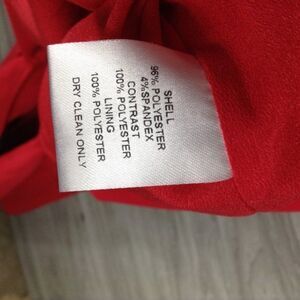 SHELL
96% POLYESTER
4%SPANDEX
CONTRAST
100% POLYESTER
LINING
100% POLYESTER
DRY CLEAN ONLY